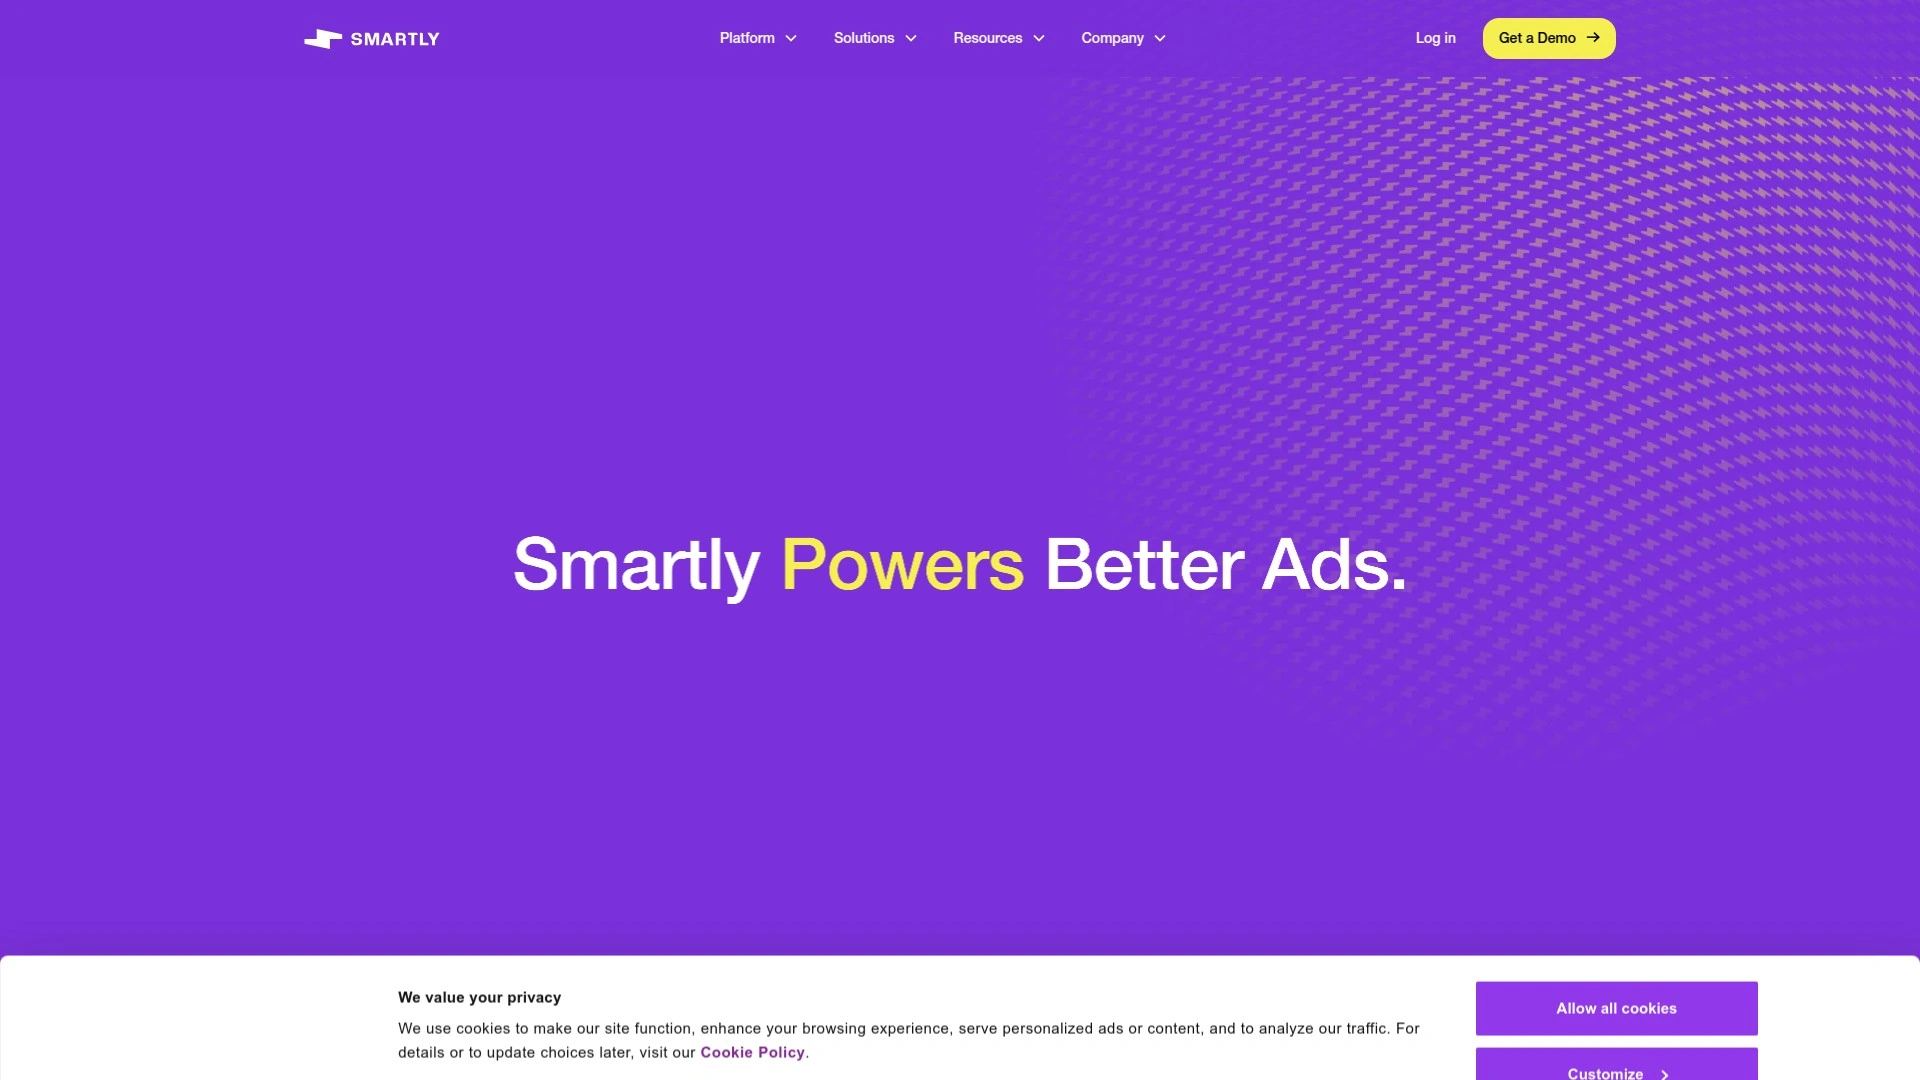 SMARTLY
Platform
Solutions
Resources
Company
Log in
Get a Demo
Smartly Powers Better Ads.
We value your privacy
We use cookies to make our site function, enhance your browsing experience, serve personalized ads or content, and to analyze our traffic. For
details or to update choices later, visit our Cookie Policy.
Allow all cookies
Customize